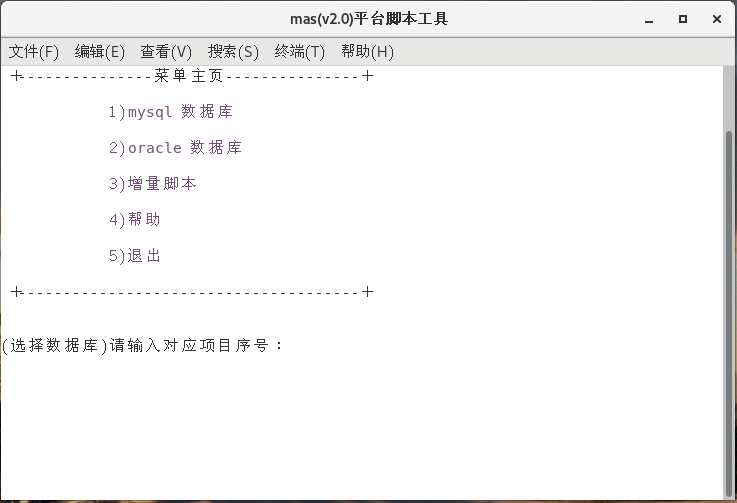 mas(v2.0)平台脚本工具
文件(F) 编辑(E) 查看(V) 搜索(S) 终端(T) 帮助(H)
+---------------菜单主页---------------+
1)mysql 数据库
2)oracle 数据库
3)增量脚本
4)帮助
5)退出
+--------------------------------------+
(选择数据库)请输入对应项目序号：